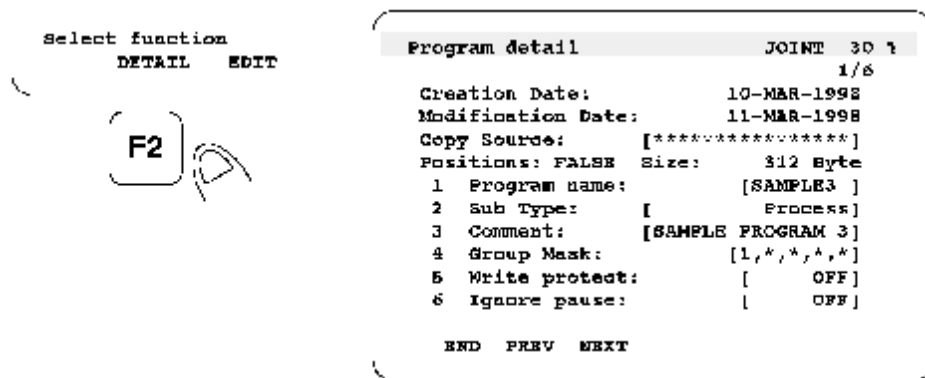 Select function
DETAIL EDIT
F2
Program detail JOINT 30 %
1/6
Creation Date: 10-MAR-1998
Modification Date: 11-MAR-1998
Copy Source: [****************]
Positions: FALSE Size: 312 Byte
1 Program name: [SAMPLE3 ]
2 Sub Type: [ Process]
3 Comment: [SAMPLE PROGRAM 3]
4 Group Mask: [1,*,*,*,*]
5 Write protect: [ OFF]
6 Ignore pause: [ OFF]
END PREV NEXT